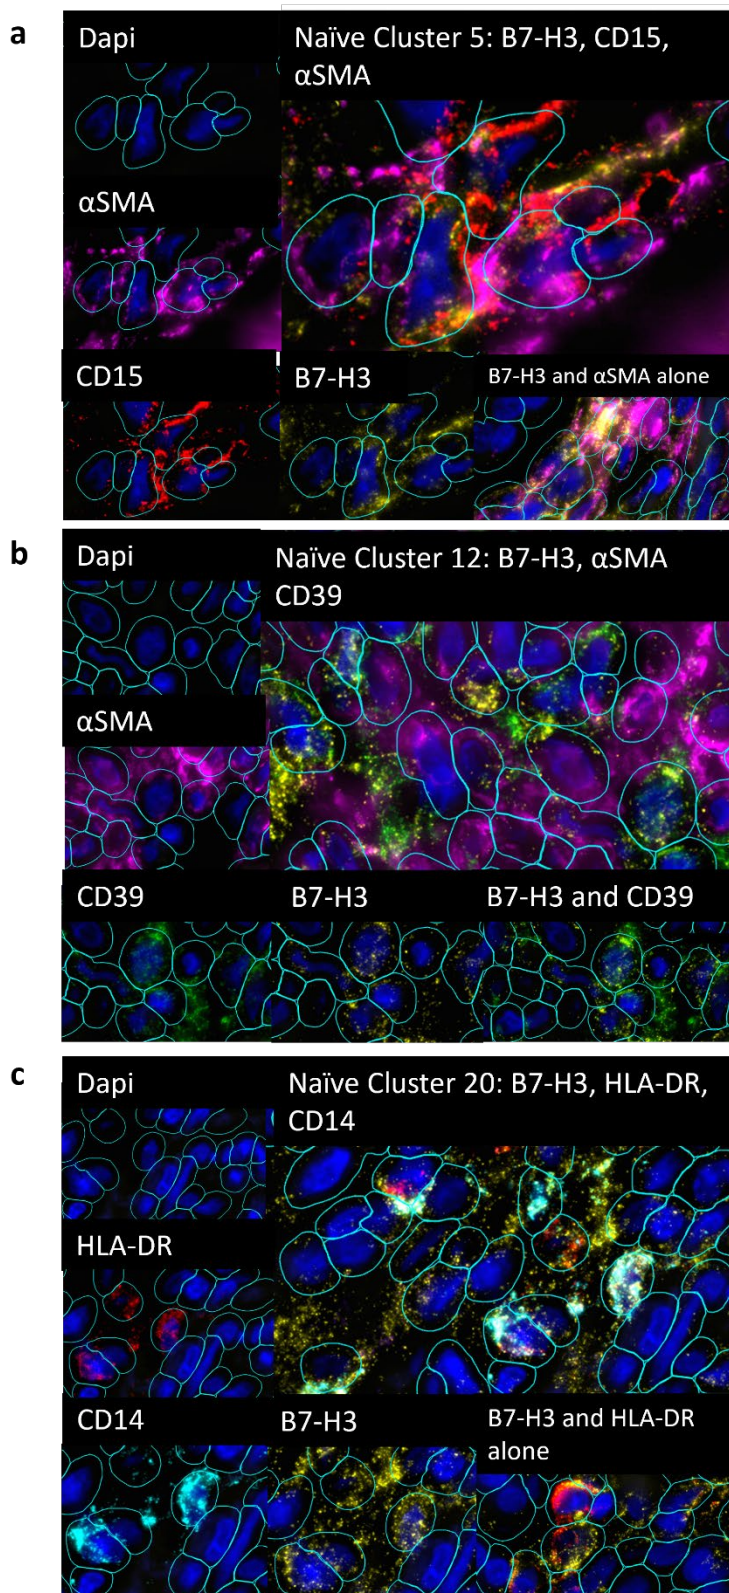 a
Dapi
Naïve Cluster 5: B7-H3, CD15,
αSMA
αSMA
CD15
B7-H3
B7-H3 and αSMA alone
b
Dapi
Naïve Cluster 12: B7-H3, αSMA
CD39
αSMA
CD39
B7-H3
B7-H3 and CD39
c
Dapi
Naïve Cluster 20: B7-H3, HLA-DR,
CD14
HLA-DR
CD14
B7-H3
B7-H3 and HLA-DR
alone